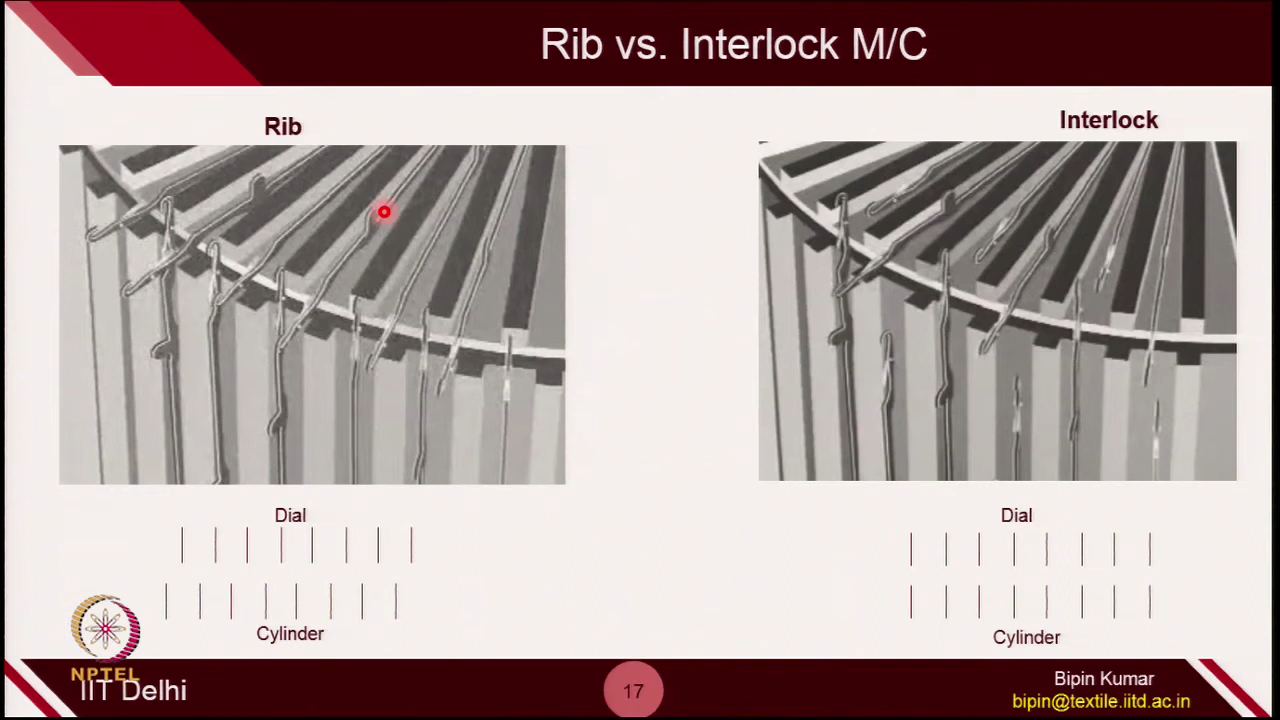 Rib vs. Interlock M/C
Rib
Interlock
Dial
Cylinder
Dial
Cylinder
NPTEL
IIT Delhi
17
Bipin Kumar
bipin@textile.iitd.ac.in